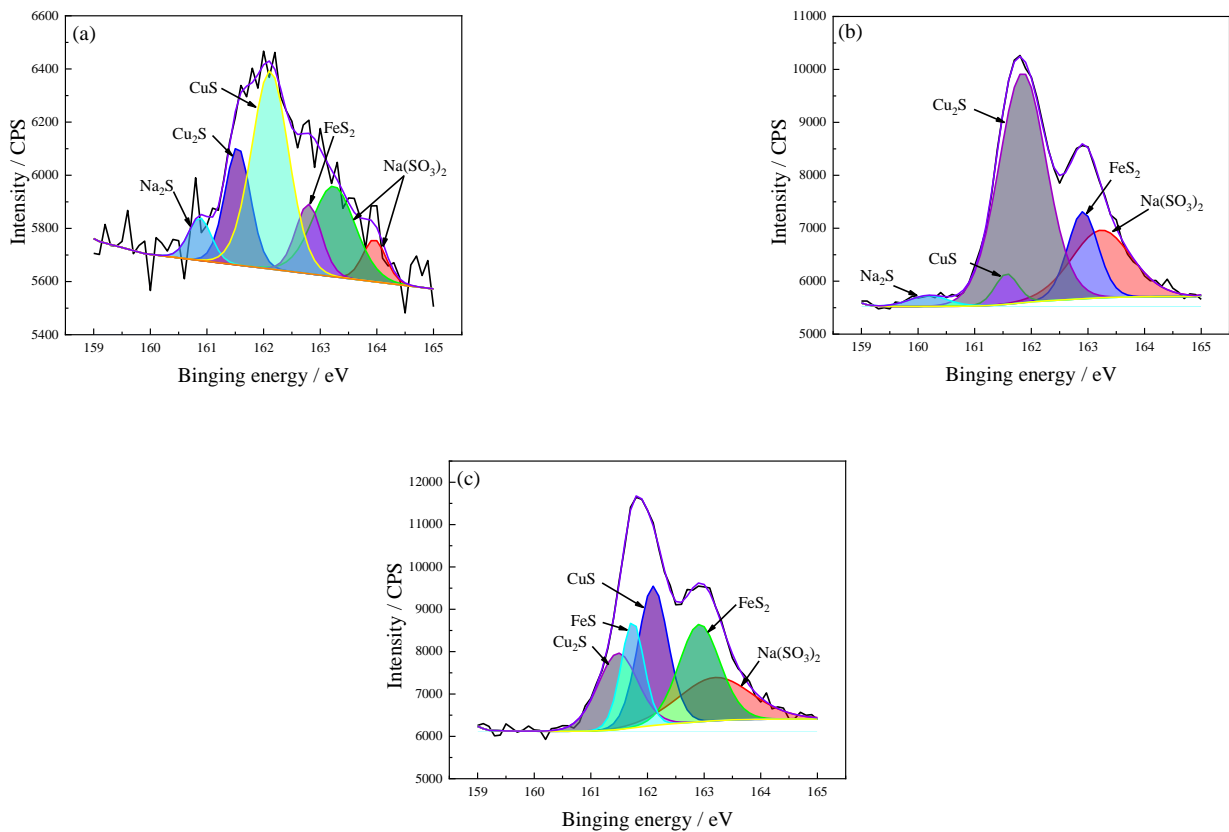 (a)
6600
6400
6200
6000
5800
5600
5400
Intensity / CPS
CuS
Cu₂S
Na₂S
FeS₂
Na(SO₃)₂
159 160 161 162 163 164 165
Binging energy / eV
(b)
11000
10000
9000
8000
7000
6000
5000
Intensity / CPS
Cu₂S
FeS₂
Na(SO₃)₂
CuS
Na₂S
159 160 161 162 163 164 165
Binging energy / eV
(c)
12000
11000
10000
9000
8000
7000
6000
5000
Intensity / CPS
CuS
FeS
Cu₂S
FeS₂
Na(SO₃)₂
159 160 161 162 163 164 165
Binging energy / eV